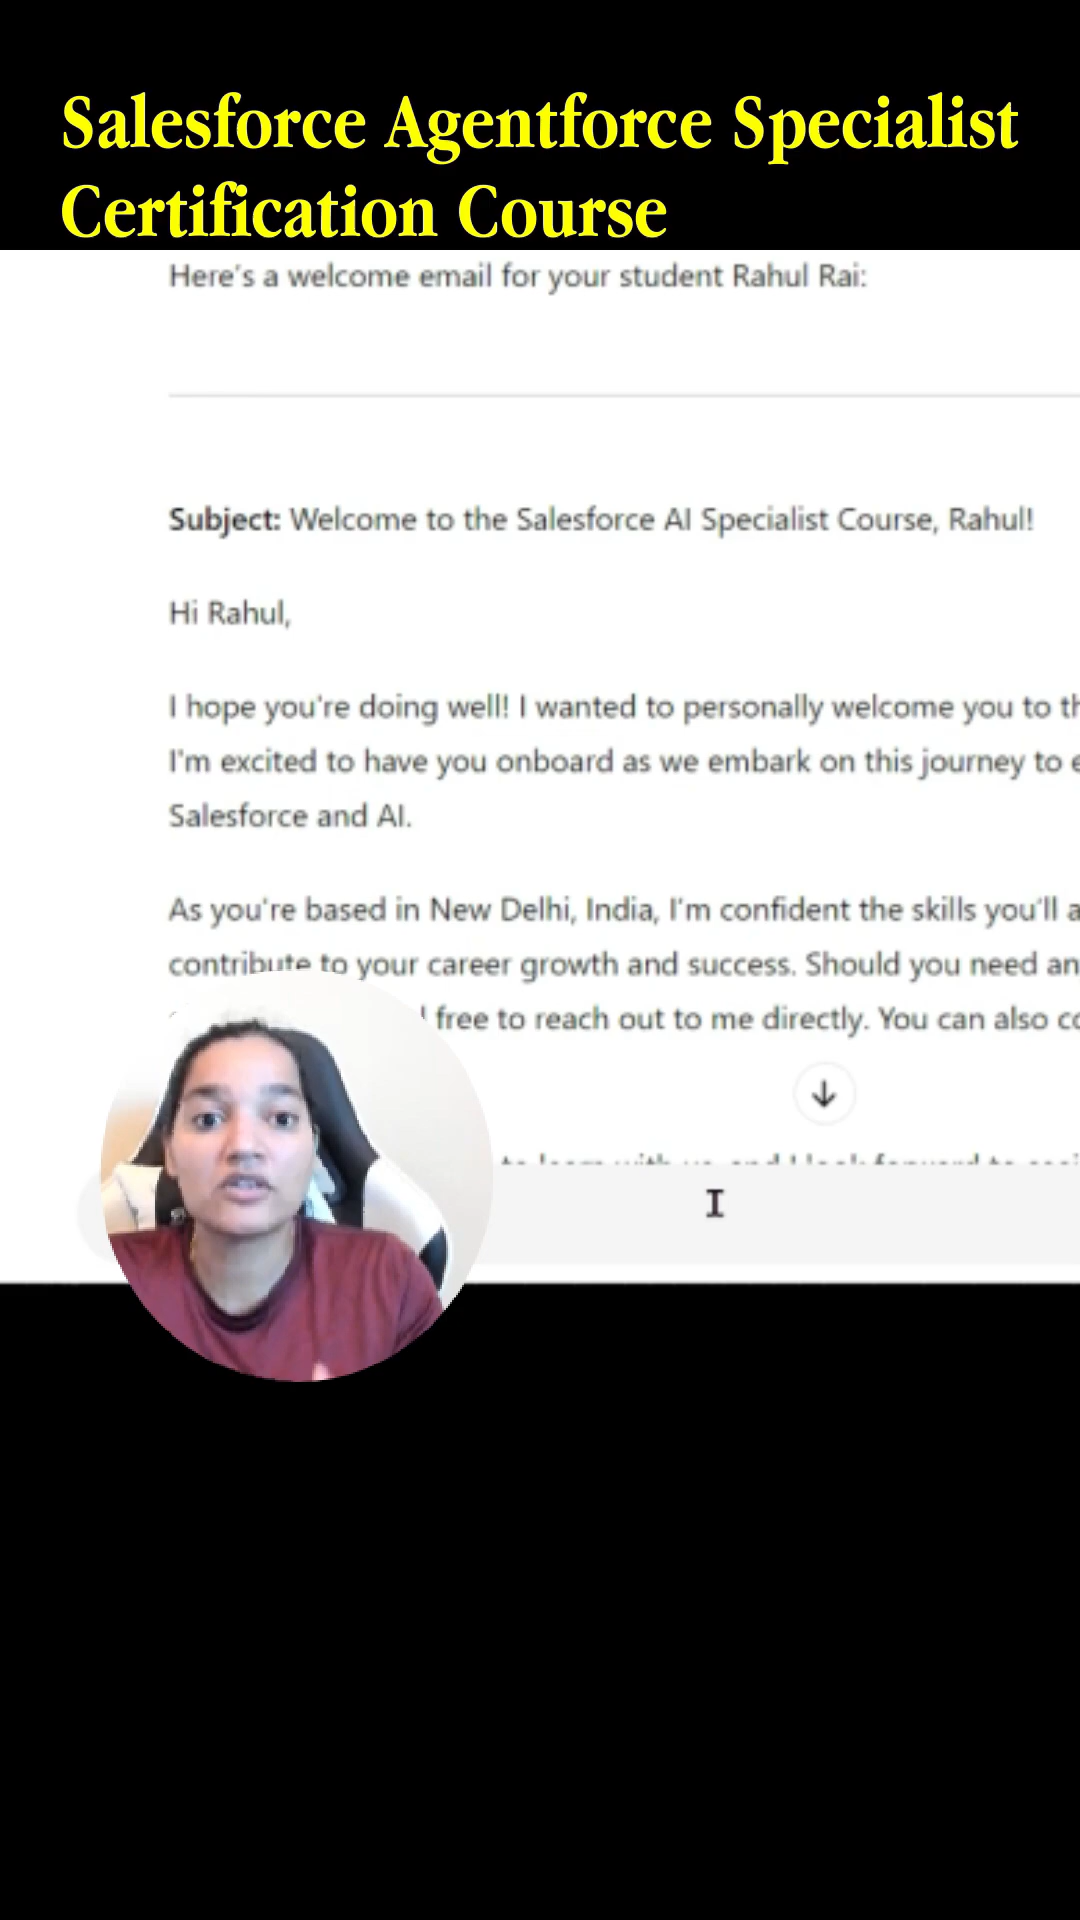 Salesforce Agentforce Specialist
Certification Course
Here's a welcome email for your student Rahul Rai:
Subject: Welcome to the Salesforce AI Specialist Course, Rahul!
Hi Rahul,
I hope you're doing well! I wanted to personally welcome you to
I'm excited to have you onboard as we embark on this journey to
Salesforce and AI.
As you're based in New Delhi, India, I'm confident the skills you'll
contribute to your career growth and success. Should you need
free to reach out to me directly. You can also